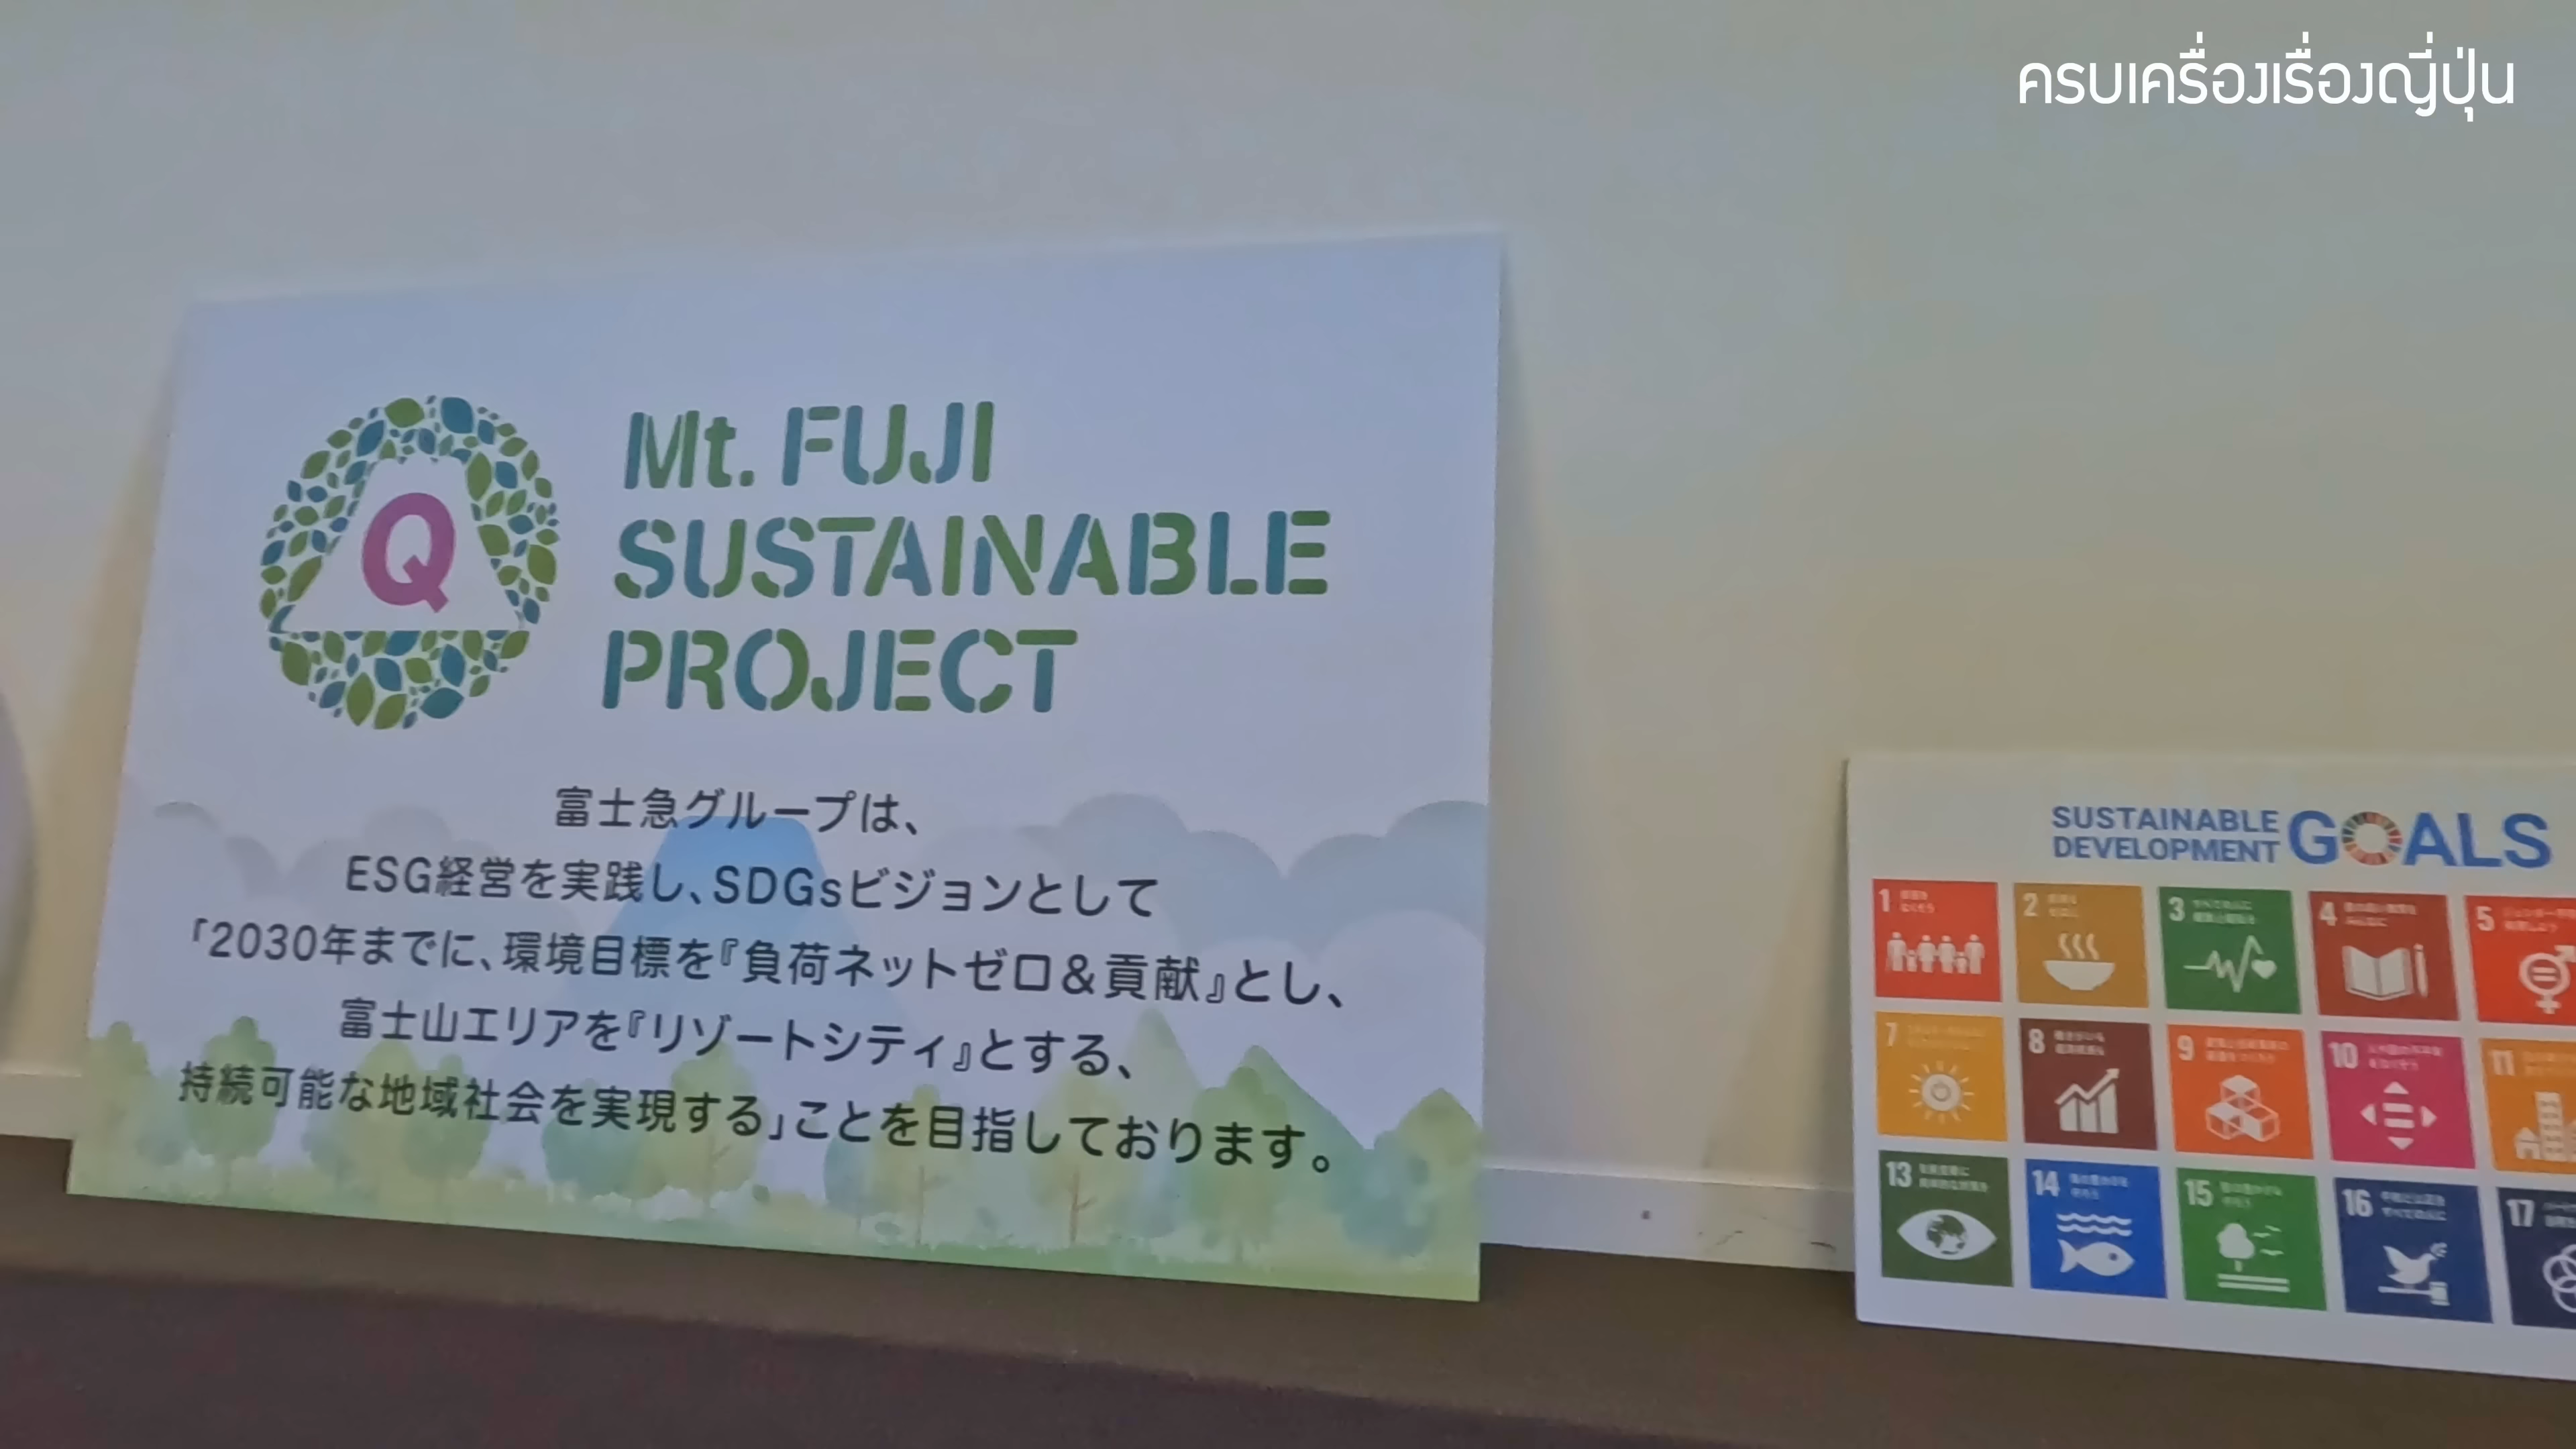 ครบเครื่องเรื่องญี่ปุ่น
Q
Mt. FUJI
SUSTAINABLE
PROJECT
富士急グループは、
ESG経営を実践し、SDGsビジョンとして
「2030年までに、環境目標を『負荷ネットゼロ＆貢献』とし、
富士山エリアを『リゾートシティ』とする、
持続可能な地域社会を実現する」ことを目指しております。
SUSTAINABLE
DEVELOPMENT GOALS
1
2
3
4
5
7
8
9
10
11
13
14
15
16
17